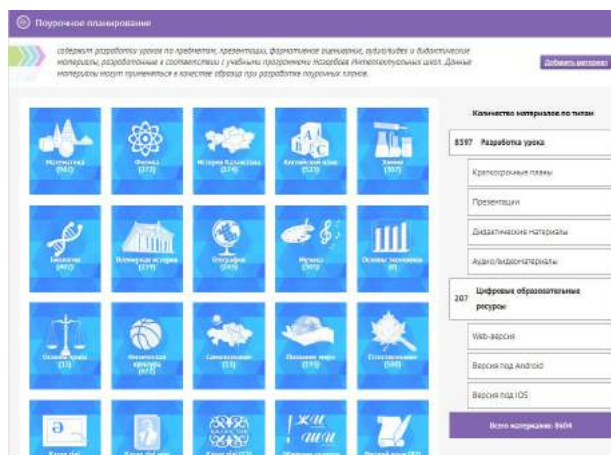 Поурочное планирование
содержит разработки уроков по предметам, презентации, формативное оценивание, аудио/видео и дидактические
материалы, разработанные в соответствии с учебными программами Назарбаев Интеллектуальных школ. Данные
материалы могут применяться в качестве образца при разработке поурочных планов.
Добавить материал
Количество материалов по типам
Математика
Физика
История Казахстана
Английский язык
Химия
8397 Разработка урока
Краткосрочные планы
Презентации
Дидактические материалы
Аудио/видеоматериалы
Биология
Всемирная история
География
Музыка
Основы экономики
207 Цифровые образовательные
ресурсы
Web-версия
Версия под Android
Версия под IOS
Основы права
Физическая
культура
Самопознание
Познание мира
Естествознание
Всего материалов: 8604